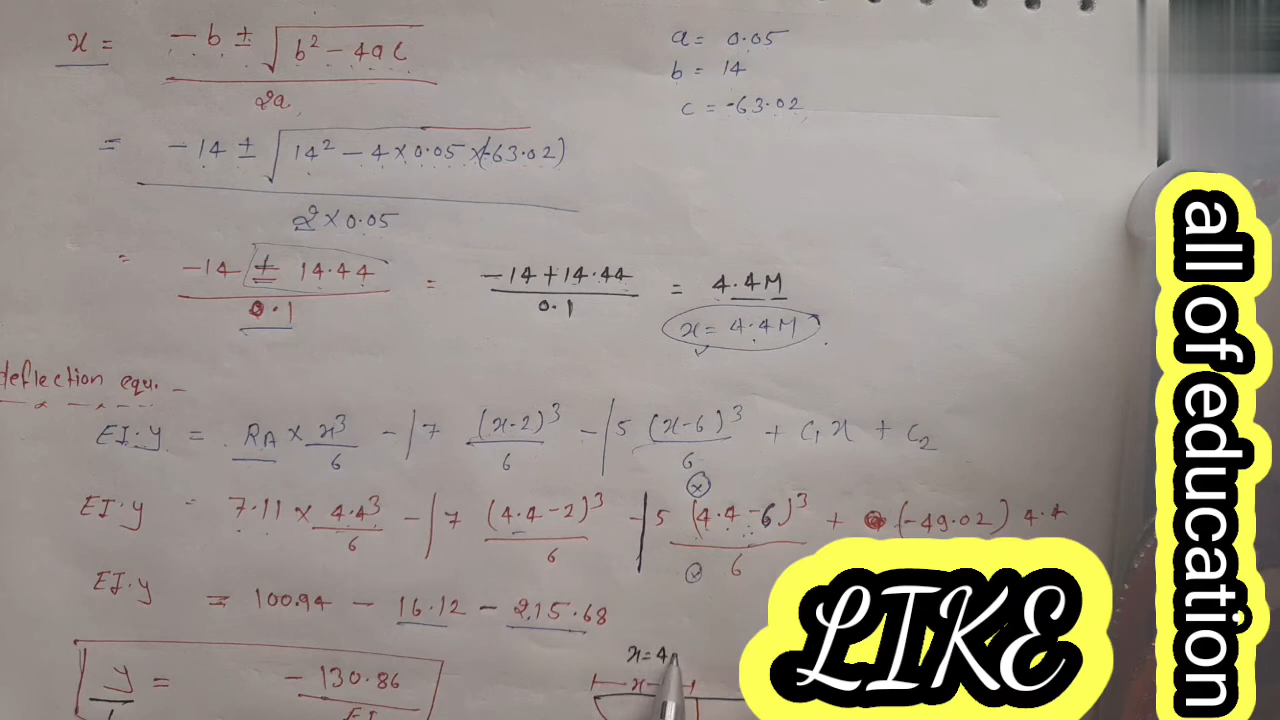 x = -b ± √b² - 4ac
2a
a = 0.05
b = 14
c = -63.02
= -14 ± √14² - 4×0.05×(-63.02)
2×0.05
= -14 ± 14.44 = -14+14.44 = 4.4M
0.1 0.1
x = 4.4M
deflection equ. -
EI.y = RA × x³ - | 7 (x-2)³ - | 5 (x-6)³ + C₁x + C₂
6 6 6
EI.y = 7.11 × 4.4³ - | 7 (4.4-2)³ - | 5 (4.4-6)³ + (-49.02) 4.4
6 6 6
EI.y = 100.94 - 16.12 - 215.68
y = -130.86
EI
x=4
x
LIKE
all of education